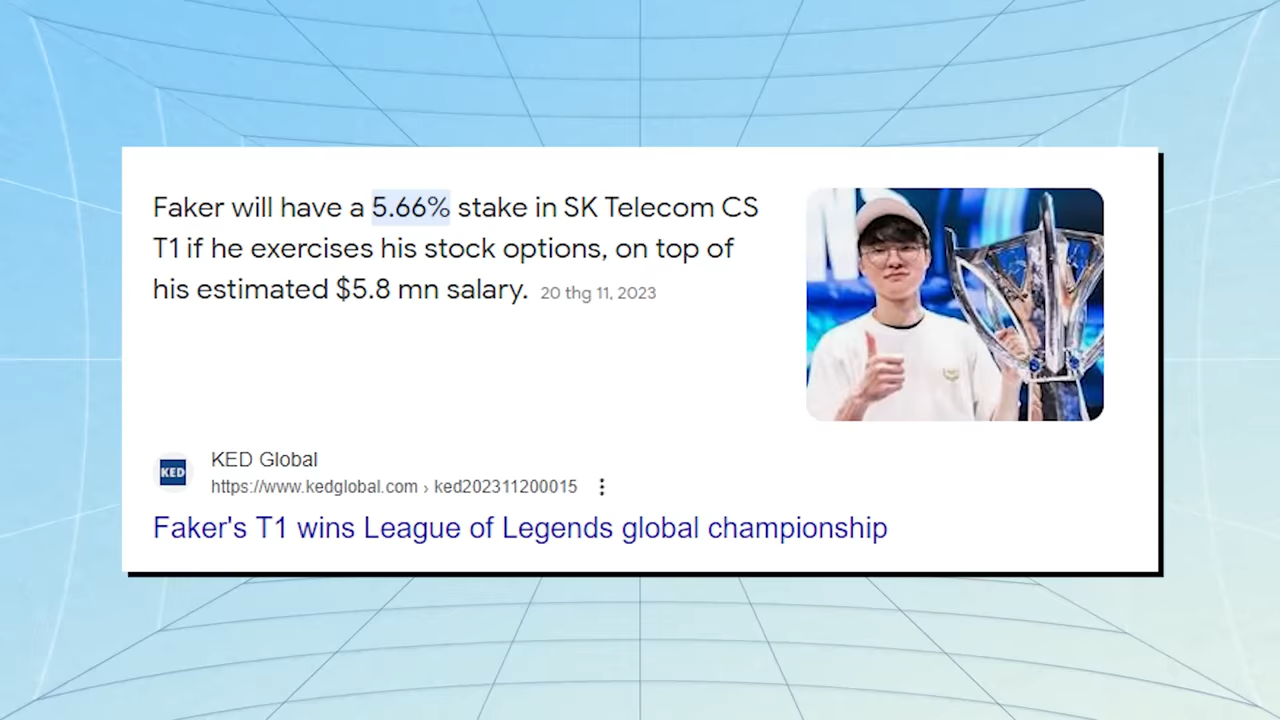 Faker will have a 5.66% stake in SK Telecom CS
T1 if he exercises his stock options, on top of
his estimated $5.8 mn salary. 20 thg 11, 2023
KED
KED Global
https://www.kedglobal.com › ked202311200015
Faker's T1 wins League of Legends global championship